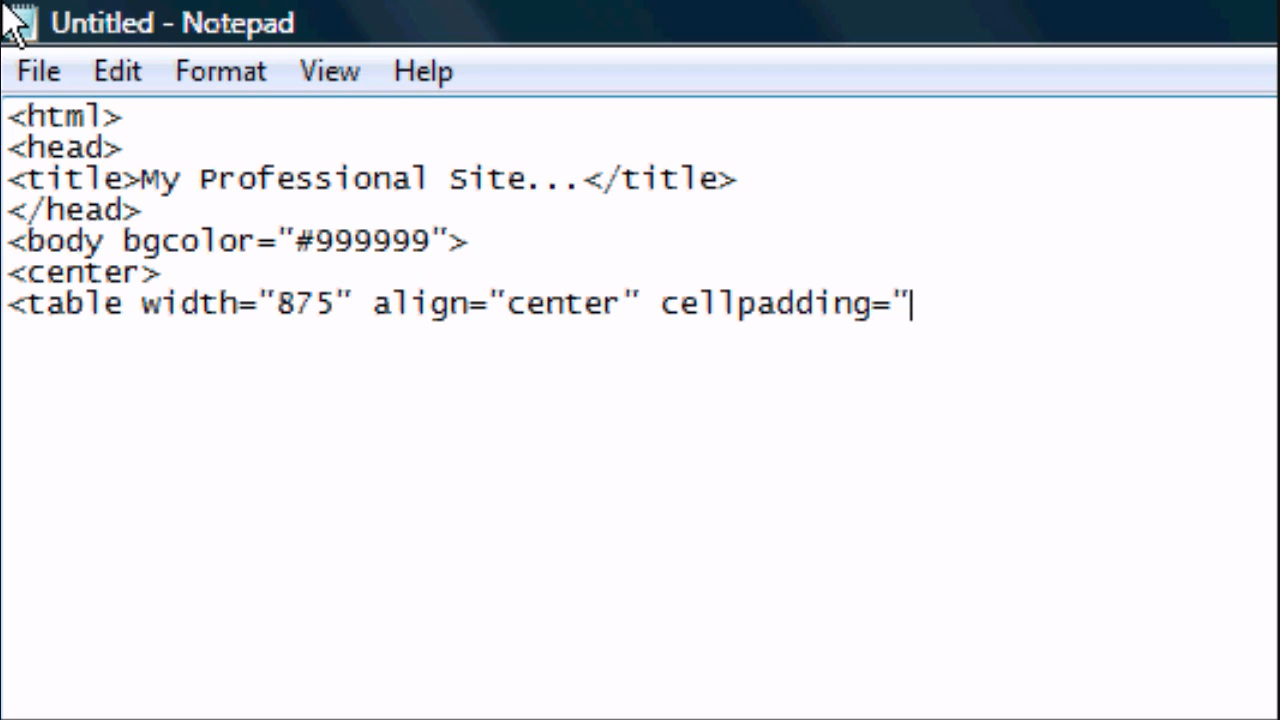 Untitled - Notepad
File Edit Format View Help
<html>
<head>
<title>My Professional Site...</title>
</head>
<body bgcolor="#999999">
<center>
<table width="875" align="center" cellpadding="